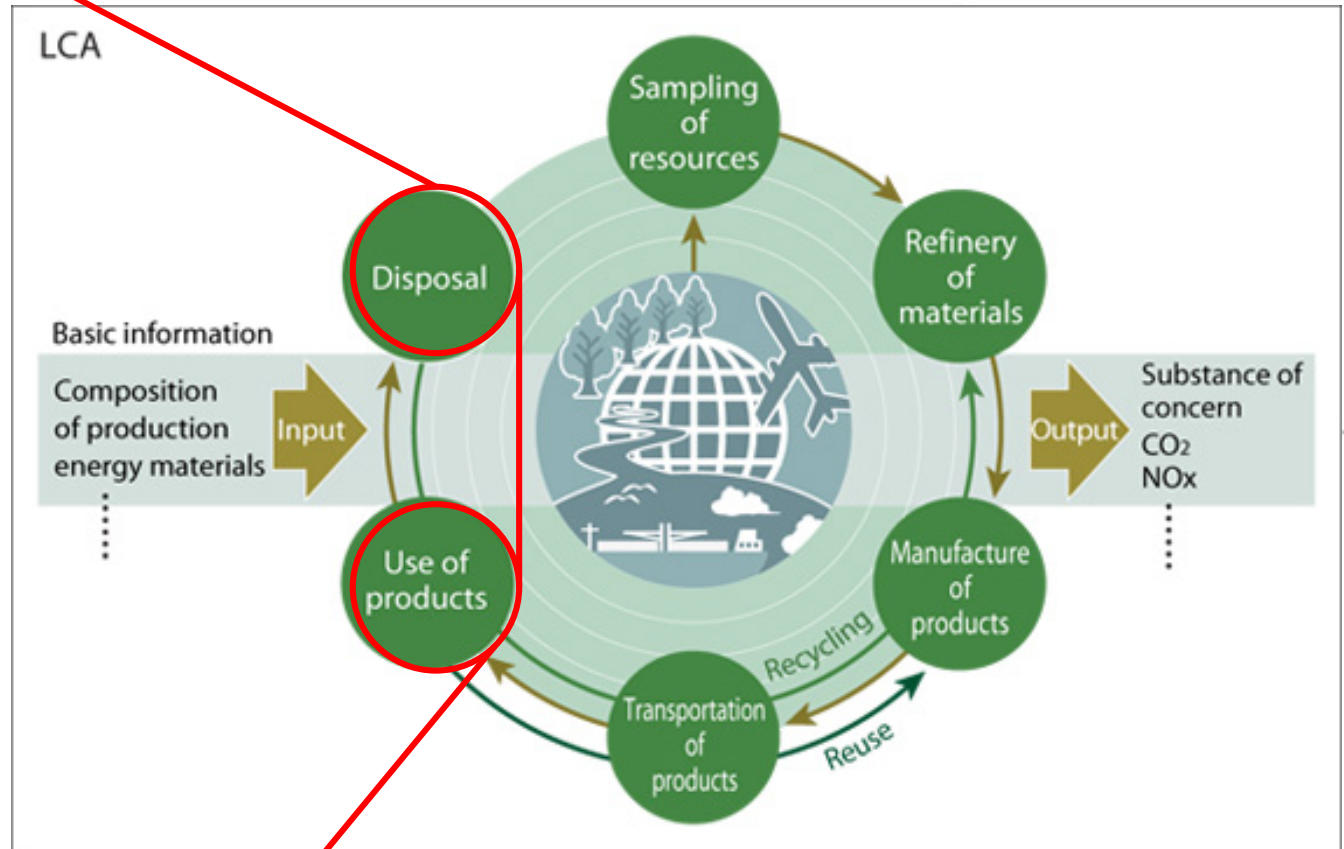 LCA
Sampling
of
resources
Refinery
of
materials
Disposal
Basic information
Composition
of production
energy materials
Input
Output
Substance of
concern
CO₂
NOx
Use of
products
Manufacture
of
products
Recycling
Transportation
of
products
Reuse